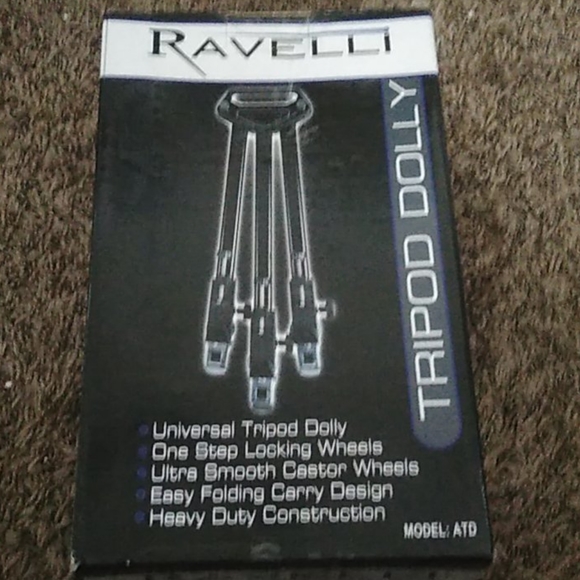 RAVELLI
TRIPOD DOLLY
Universal Tripod Dolly
One Step Locking Wheels
Ultra Smooth Castor Wheels
Easy Folding Carry Design
Heavy Duty Construction
MODEL: ATD